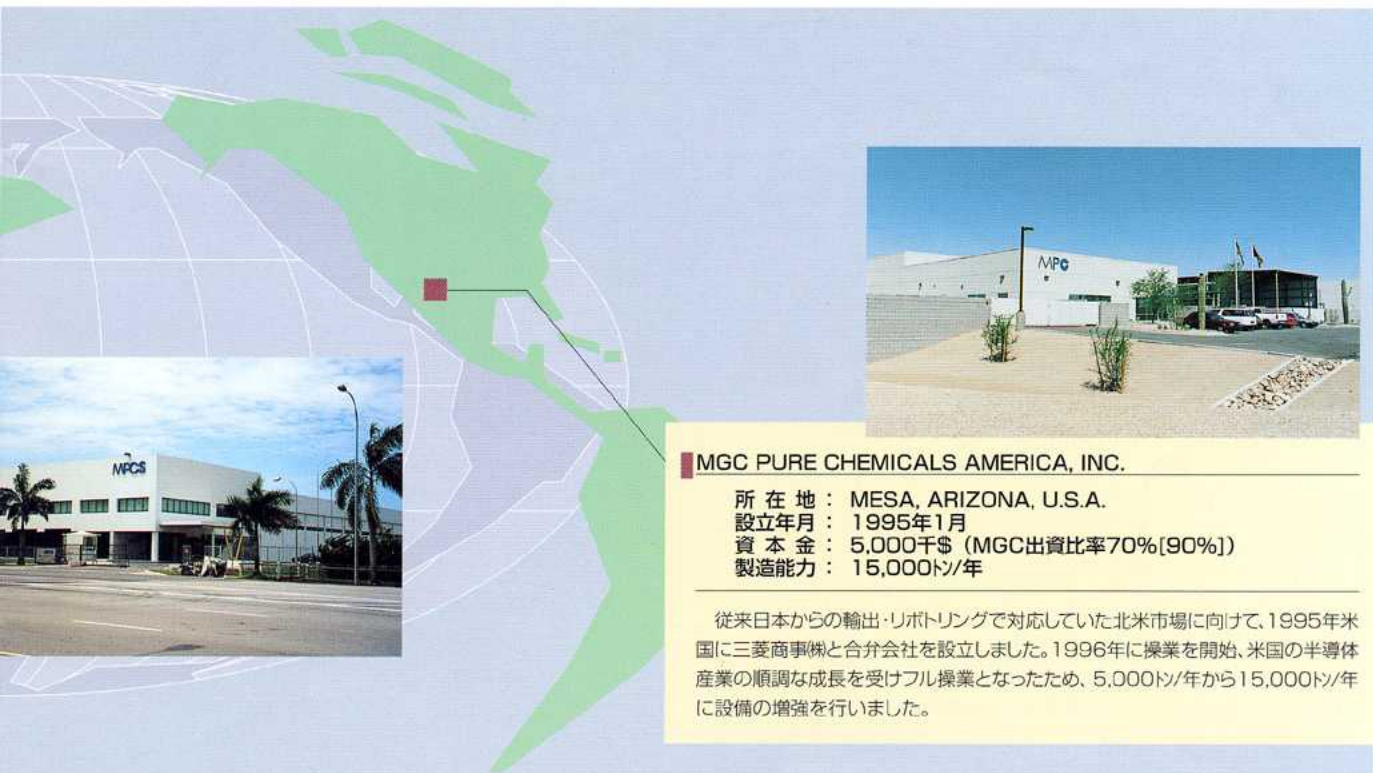 MPC
MPCS
MGC PURE CHEMICALS AMERICA, INC.
所 在 地 : MESA, ARIZONA, U.S.A.
設立年月 : 1995年1月
資 本 金 : 5,000千$ (MGC出資比率70%[90%])
製造能力 : 15,000トン/年
従来日本からの輸出・リボトリングで対応していた北米市場に向けて、1995年米
国に三菱商事㈱と合弁会社を設立しました。1996年に操業を開始、米国の半導体
産業の順調な成長を受けフル操業となったため、5,000トン/年から15,000トン/年
に設備の増強を行いました。